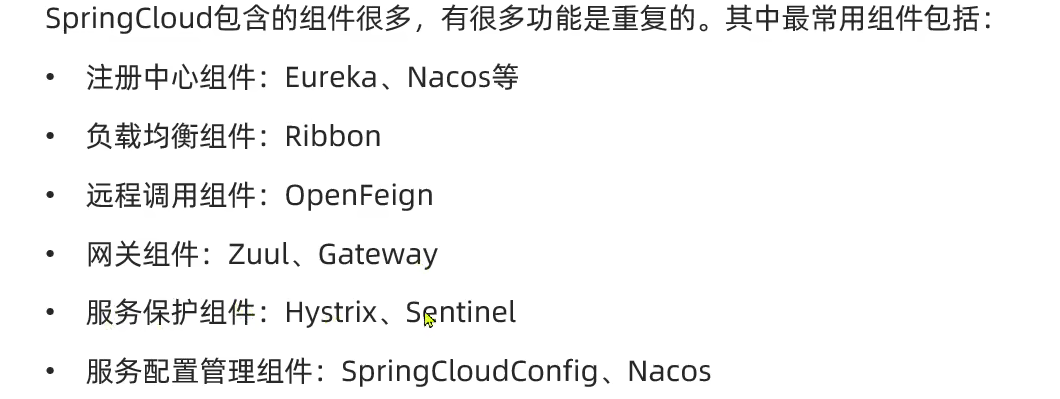 SpringCloud包含的组件很多，有很多功能是重复的。其中最常用组件包括：
• 注册中心组件：Eureka、Nacos等
• 负载均衡组件：Ribbon
• 远程调用组件：OpenFeign
• 网关组件：Zuul、Gateway
• 服务保护组件：Hystrix、Sentinel
• 服务配置管理组件：SpringCloudConfig、Nacos